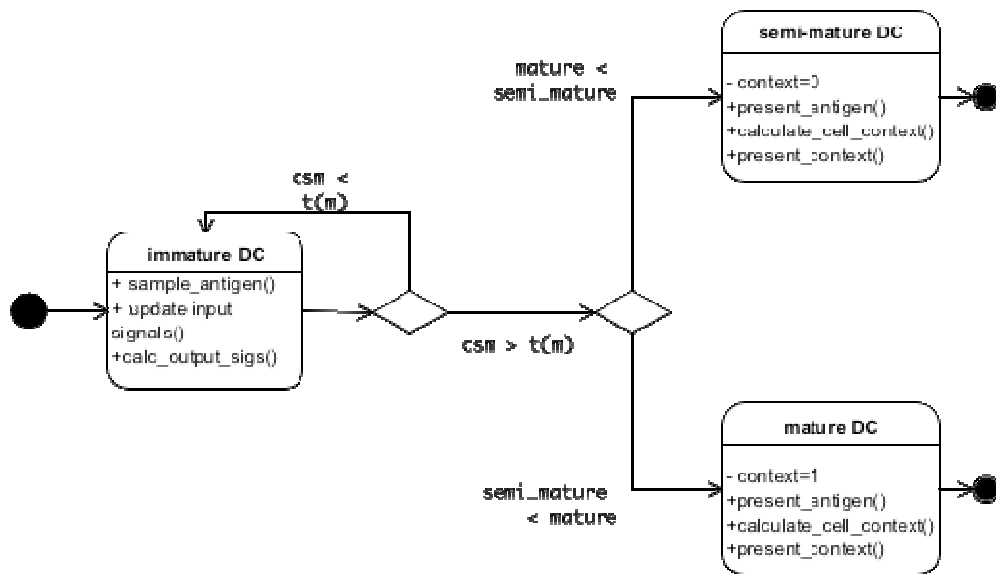 semi-mature DC
- context=0
+present_antigen()
+calculate_cell_context()
+present_context()
mature <
semi_mature
csm <
t(m)
immature DC
+ sample_antigen()
+ update input
signals()
+calc_output_sigs()
csm > t(m)
semi_mature
< mature
mature DC
- context=1
+present_antigen()
+calculate_cell_context()
+present_context()